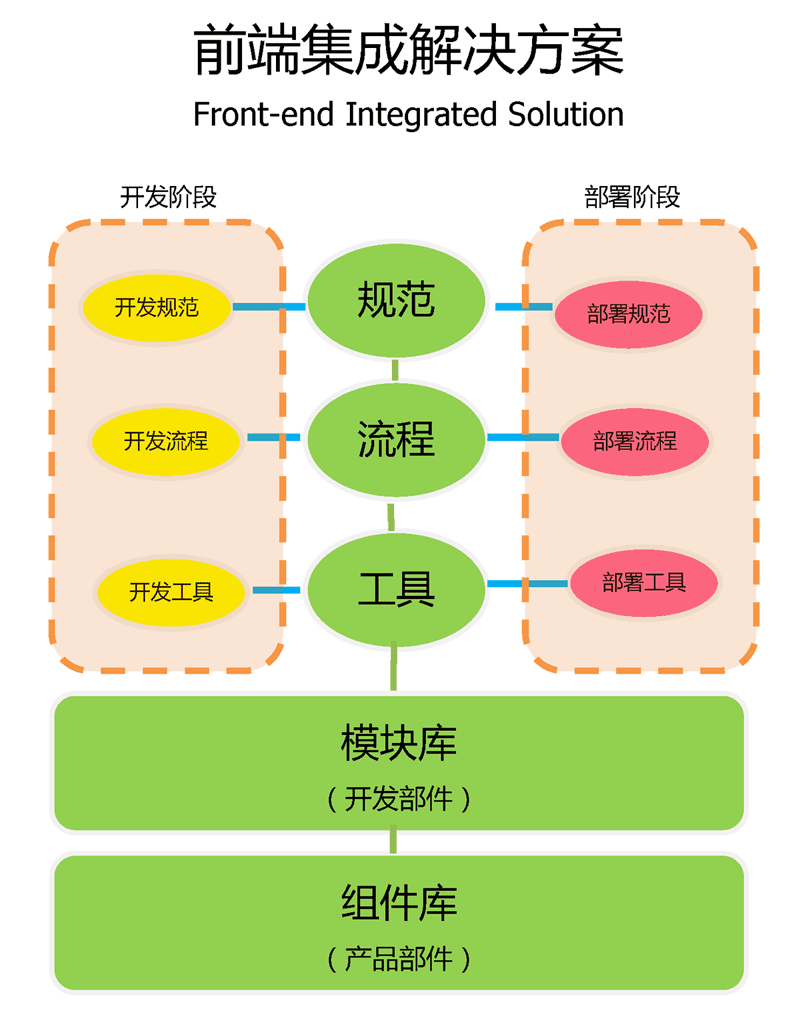 前端集成解决方案
Front-end Integrated Solution
开发阶段
部署阶段
开发规范
规范
部署规范
开发流程
流程
部署流程
开发工具
工具
部署工具
模块库
（开发部件）
组件库
（产品部件）